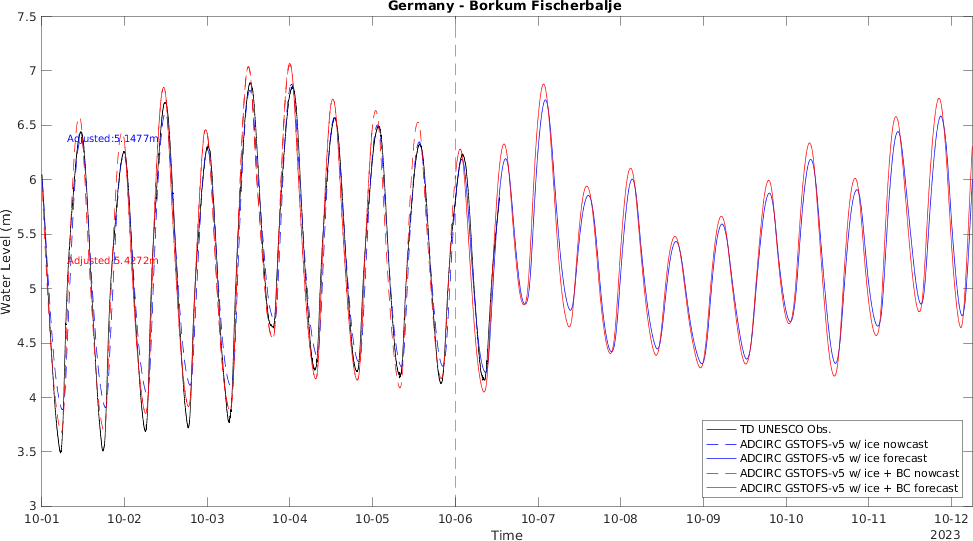 Germany - Borkum Fischerbalje
7.5
7
6.5
6
5.5
5
4.5
4
3.5
3
Water Level (m)
Adjusted:5.1477m
Adjusted:5.4272m
TD UNESCO Obs.
ADCIRC GSTOFS-v5 w/ ice nowcast
ADCIRC GSTOFS-v5 w/ ice forecast
ADCIRC GSTOFS-v5 w/ ice + BC nowcast
ADCIRC GSTOFS-v5 w/ ice + BC forecast
10-01 10-02 10-03 10-04 10-05 10-06 10-07 10-08 10-09 10-10 10-11 10-12
Time
2023